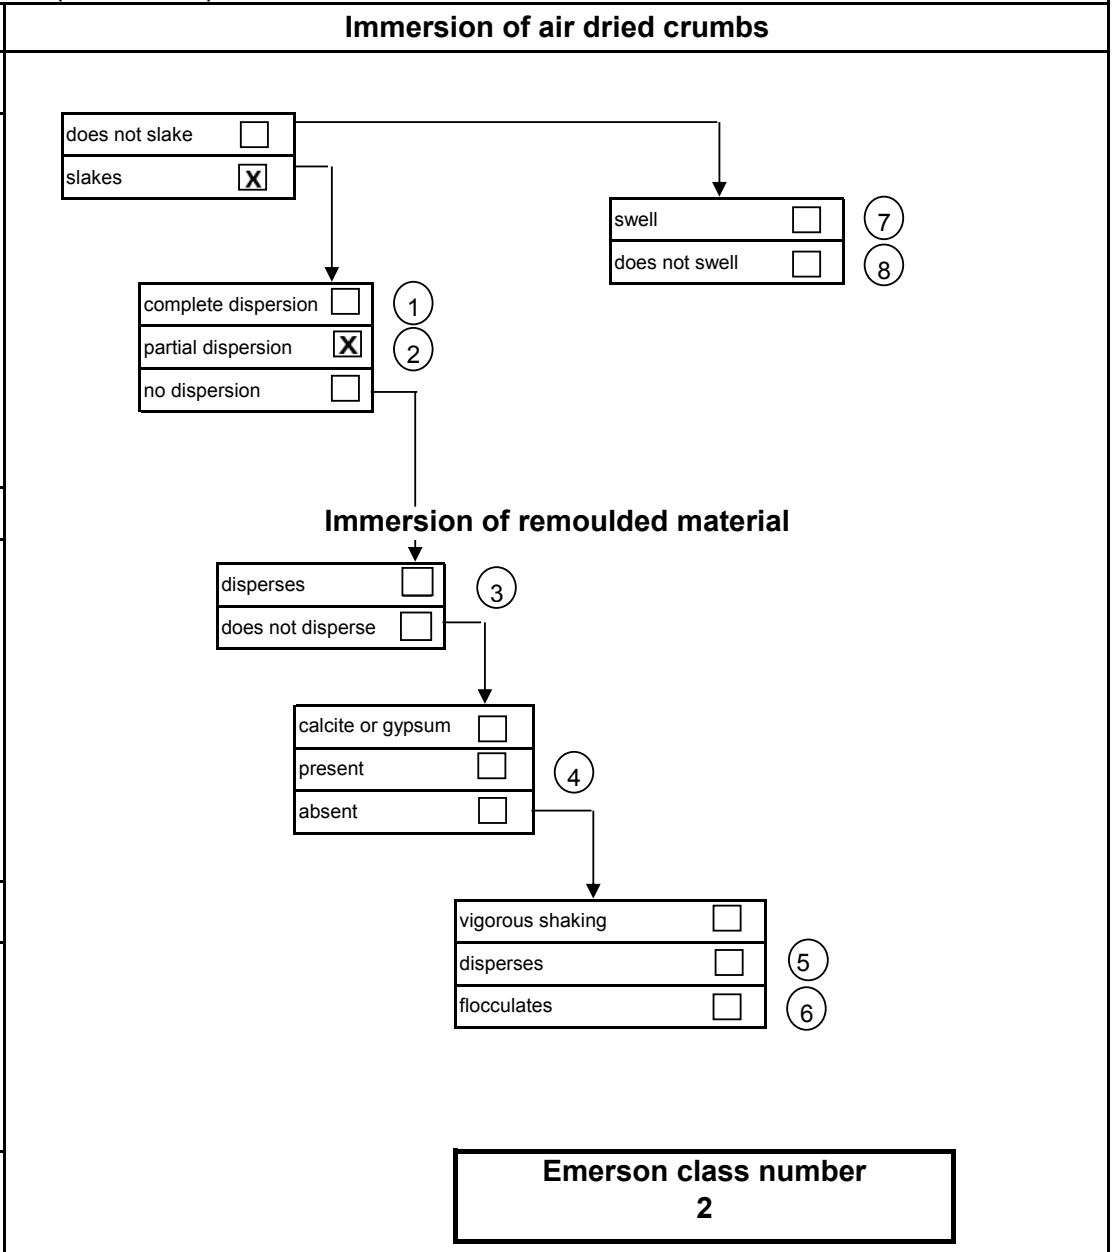 Immersion of air dried crumbs
does not slake
slakes X
swell 7
does not swell 8
complete dispersion 1
partial dispersion X 2
no dispersion
Immersion of remoulded material
disperses 3
does not disperse
calcite or gypsum
present 4
absent
vigorous shaking
disperses 5
flocculates 6
Emerson class number
2